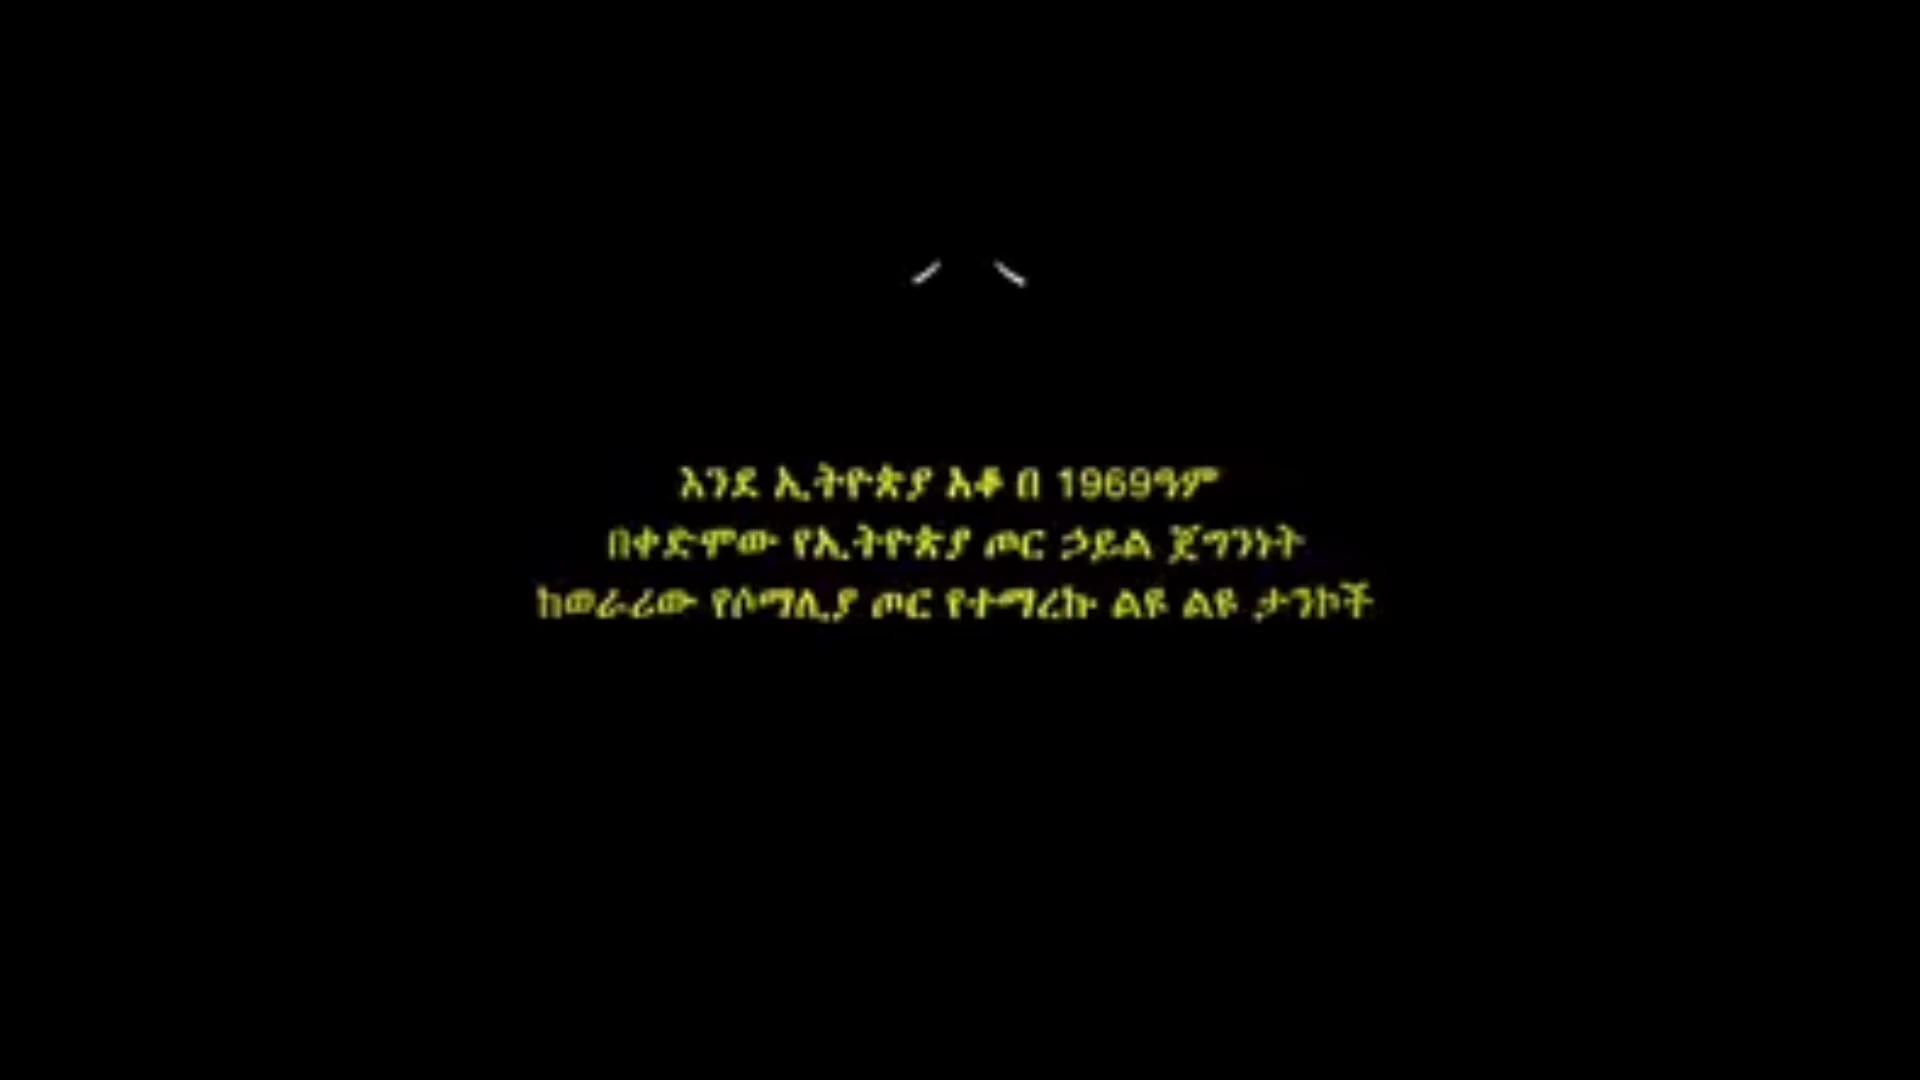 እንደ ኢትዮጵያ አቆ በ 1969ዓም
በቀድሞው የኢትዮጵያ ጦር ኃይል ጀግንነት
ከወራሪው የሶማሊያ ጦር የተማረኩ ልዩ ልዩ ታንኮች